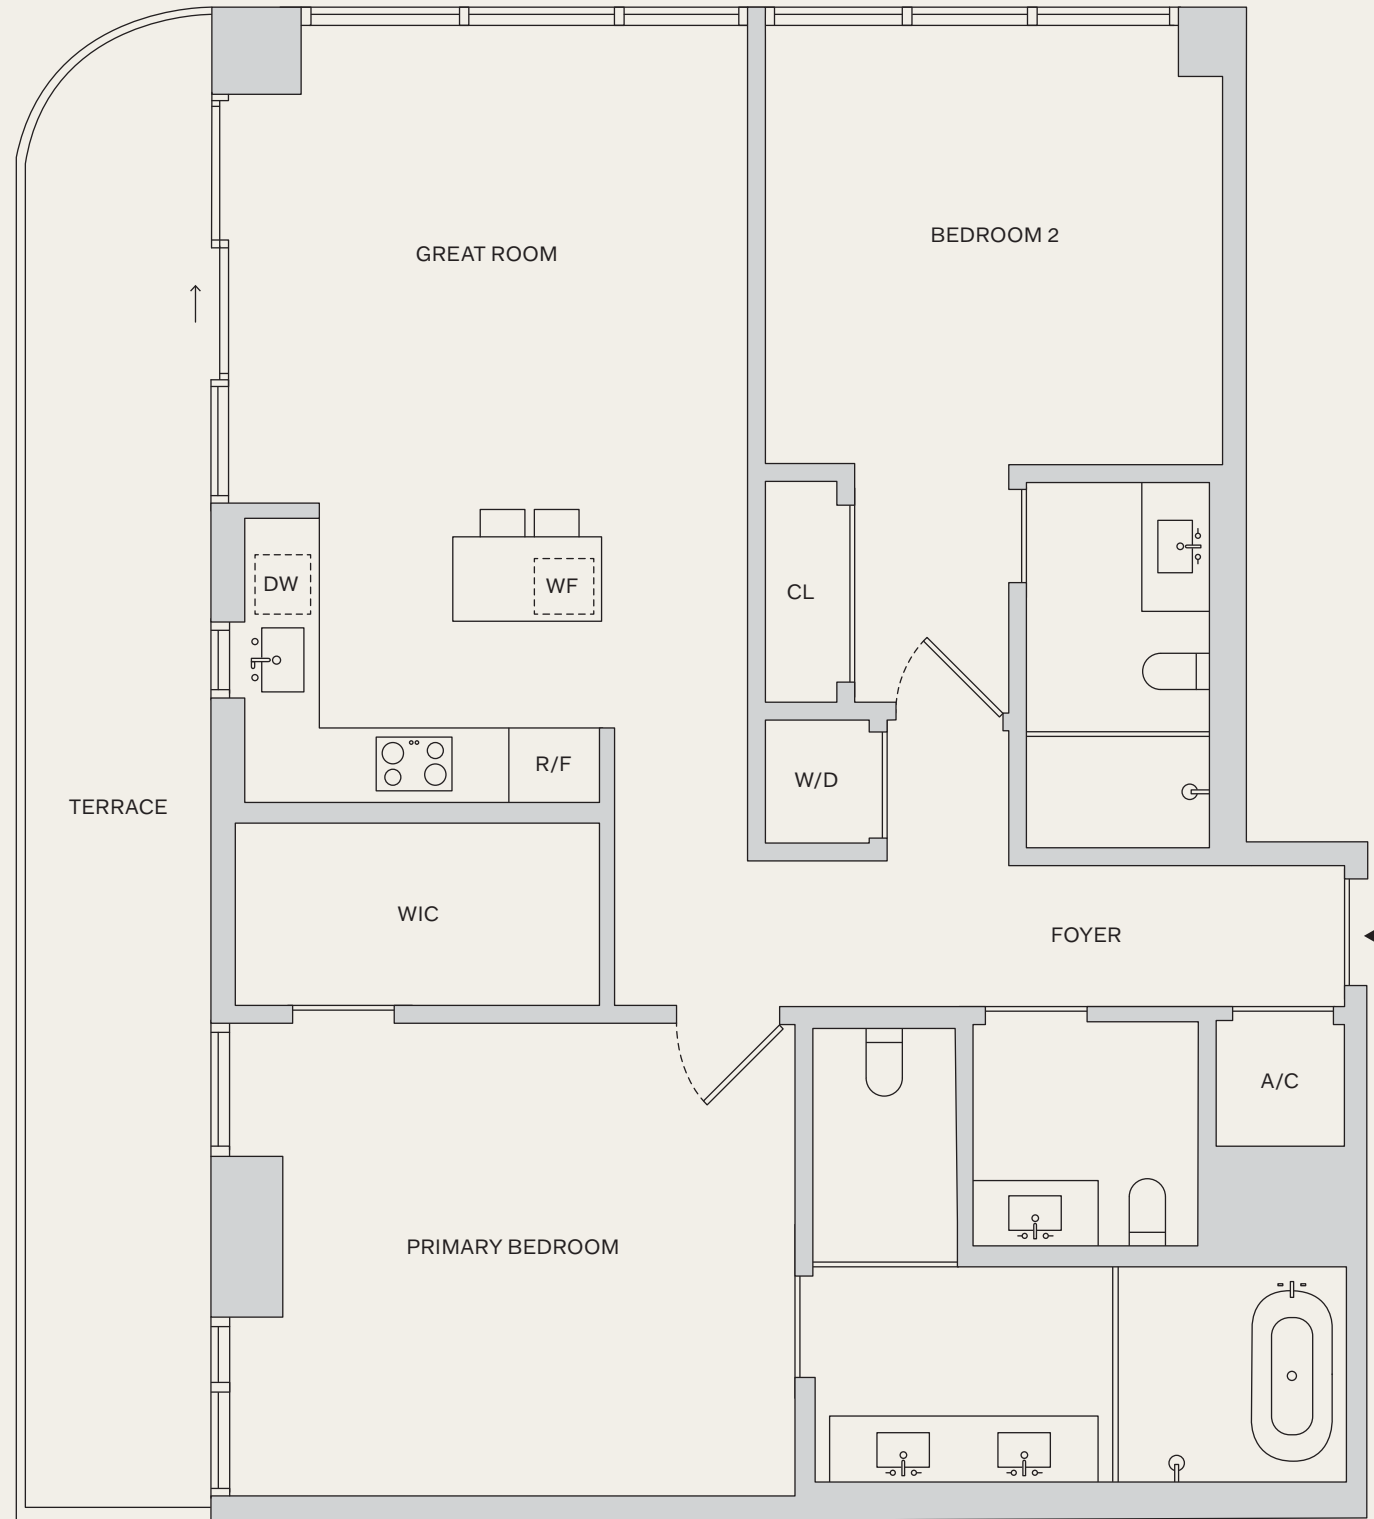 BEDROOM 2
GREAT ROOM
DW
WF
CL
R/F
W/D
TERRACE
WIC
FOYER
A/C
PRIMARY BEDROOM